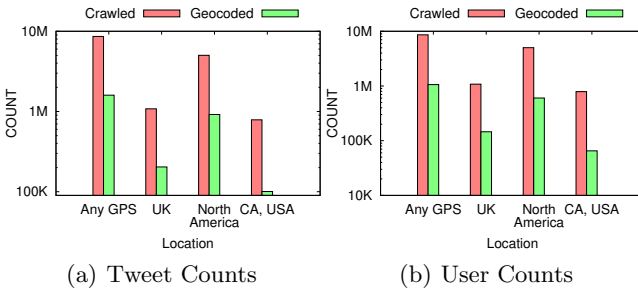 Crawled Geocoded
10M
1M
100K
COUNT
Any GPS UK North America CA, USA
Location
(a) Tweet Counts
Crawled Geocoded
10M
1M
100K
10K
COUNT
Any GPS UK North America CA, USA
Location
(b) User Counts